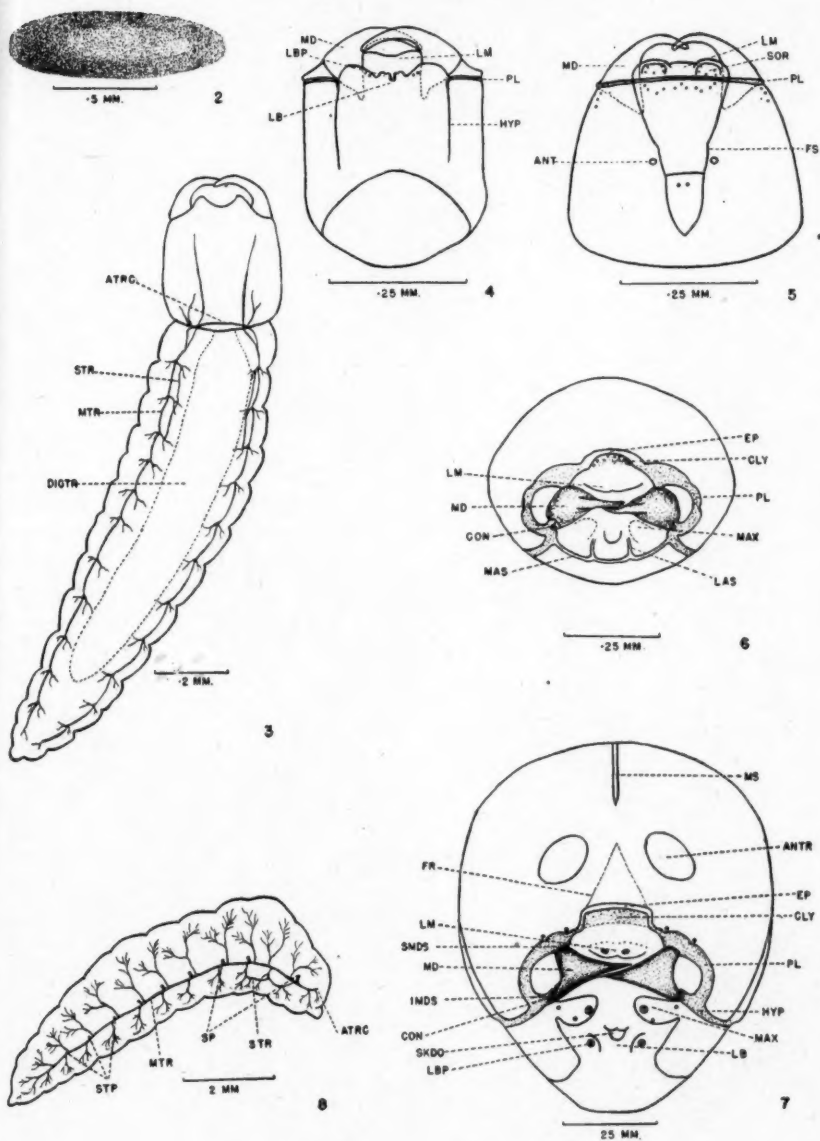 ·5 MM.
2
MD
LBP
LM
LB
PL
HYP
·25 MM.
4
LM
SOR
MD
PL
FS
ANT
·25 MM.
5
ATRC
STR
MTR
DIGTR
·2 MM.
3
EP
CLY
LM
PL
MD
CON
MAX
MAS
LAS
·25 MM.
6
MS
ANTR
FR
EP
CLY
LM
SMDS
MD
PL
IMDS
HYP
CON
MAX
SKDO
LB
LBP
25 MM.
7
SP
ATRC
STR
MTR
STP
2 MM
8